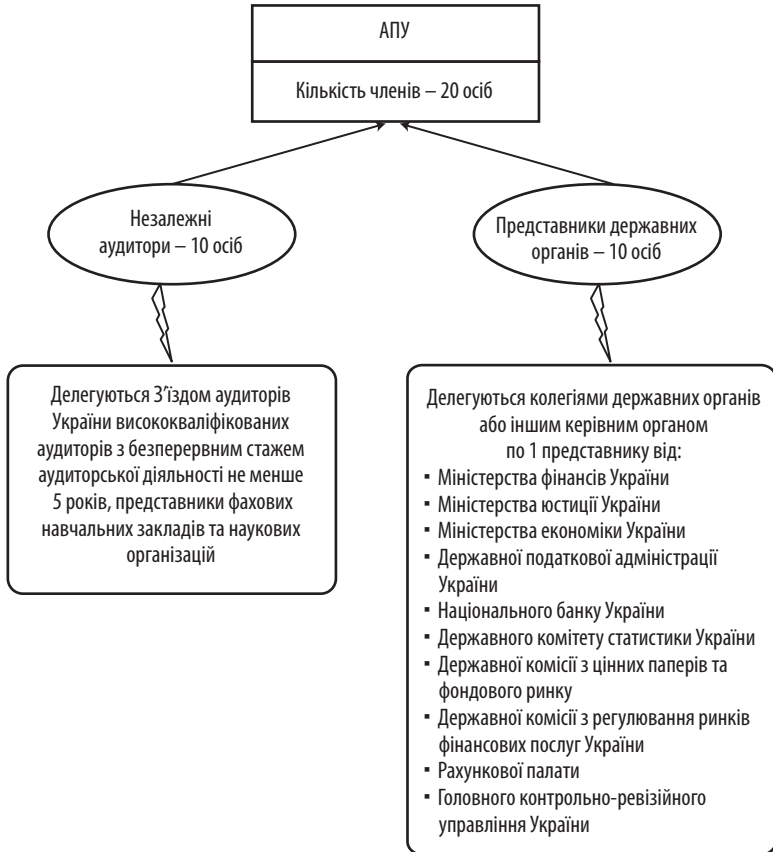 АПУ
Кількість членів – 20 осіб
Незалежні
аудитори – 10 осіб
Представники державних
органів – 10 осіб
Делегуються З’їздом аудиторів
України висококваліфікованих
аудиторів з безперервним стажем
аудиторської діяльності не менше
5 років, представники фахових
навчальних закладів та наукових
організацій
Делегуються колегіями державних органів
або іншим керівним органом
по 1 представнику від:
▪ Міністерства фінансів України
▪ Міністерства юстиції України
▪ Міністерства економіки України
▪ Державної податкової адміністрації
України
▪ Національного банку України
▪ Державного комітету статистики України
▪ Державної комісії з цінних паперів та
фондового ринку
▪ Державної комісії з регулювання ринків
фінансових послуг України
▪ Рахункової палати
▪ Головного контрольно-ревізійного
управління України